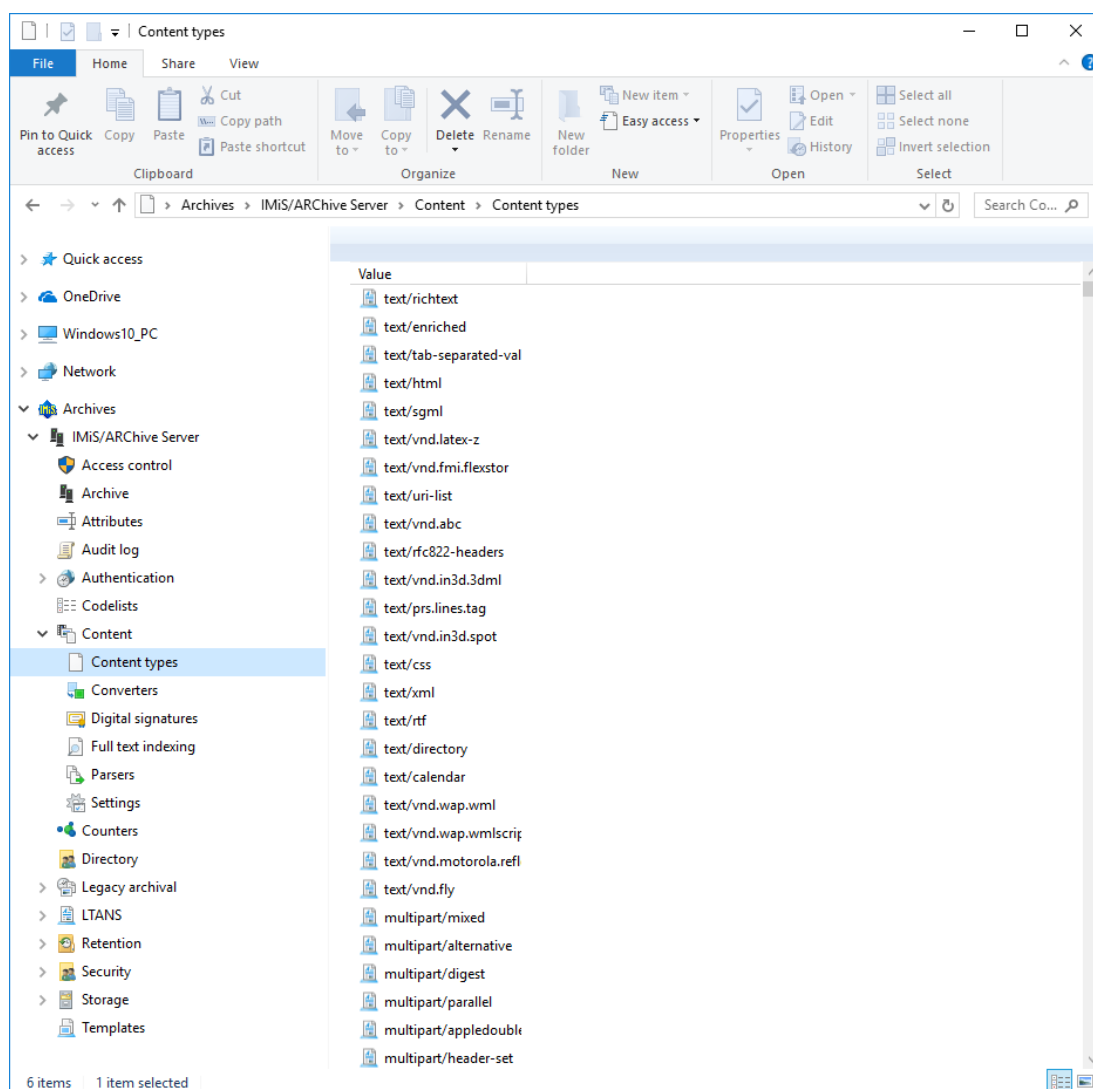 Content types
File Home Share View
Pin to Quick access
Copy
Paste
Cut
Copy path
Paste shortcut
Clipboard
Move to
Copy to
Delete
Rename
Organize
New folder
New item
Easy access
New
Properties
Open
Edit
History
Open
Select all
Select none
Invert selection
Select
Archives > IMiS/ARChive Server > Content > Content types
Search Co...
Quick access
OneDrive
Windows10_PC
Network
Archives
IMiS/ARChive Server
Access control
Archive
Attributes
Audit log
Authentication
Codelists
Content
Content types
Converters
Digital signatures
Full text indexing
Parsers
Settings
Counters
Directory
Legacy archival
LTANS
Retention
Security
Storage
Templates
Value
text/richtext
text/enriched
text/tab-separated-val
text/html
text/sgml
text/vnd.latex-z
text/vnd.fmi.flexstor
text/uri-list
text/vnd.abc
text/rfc822-headers
text/vnd.in3d.3dml
text/prs.lines.tag
text/vnd.in3d.spot
text/css
text/xml
text/rtf
text/directory
text/calendar
text/vnd.wap.wml
text/vnd.wap.wmlscrip
text/vnd.motorola.refl
text/vnd.fly
multipart/mixed
multipart/alternative
multipart/digest
multipart/parallel
multipart/appledouble
multipart/header-set
6 items 1 item selected